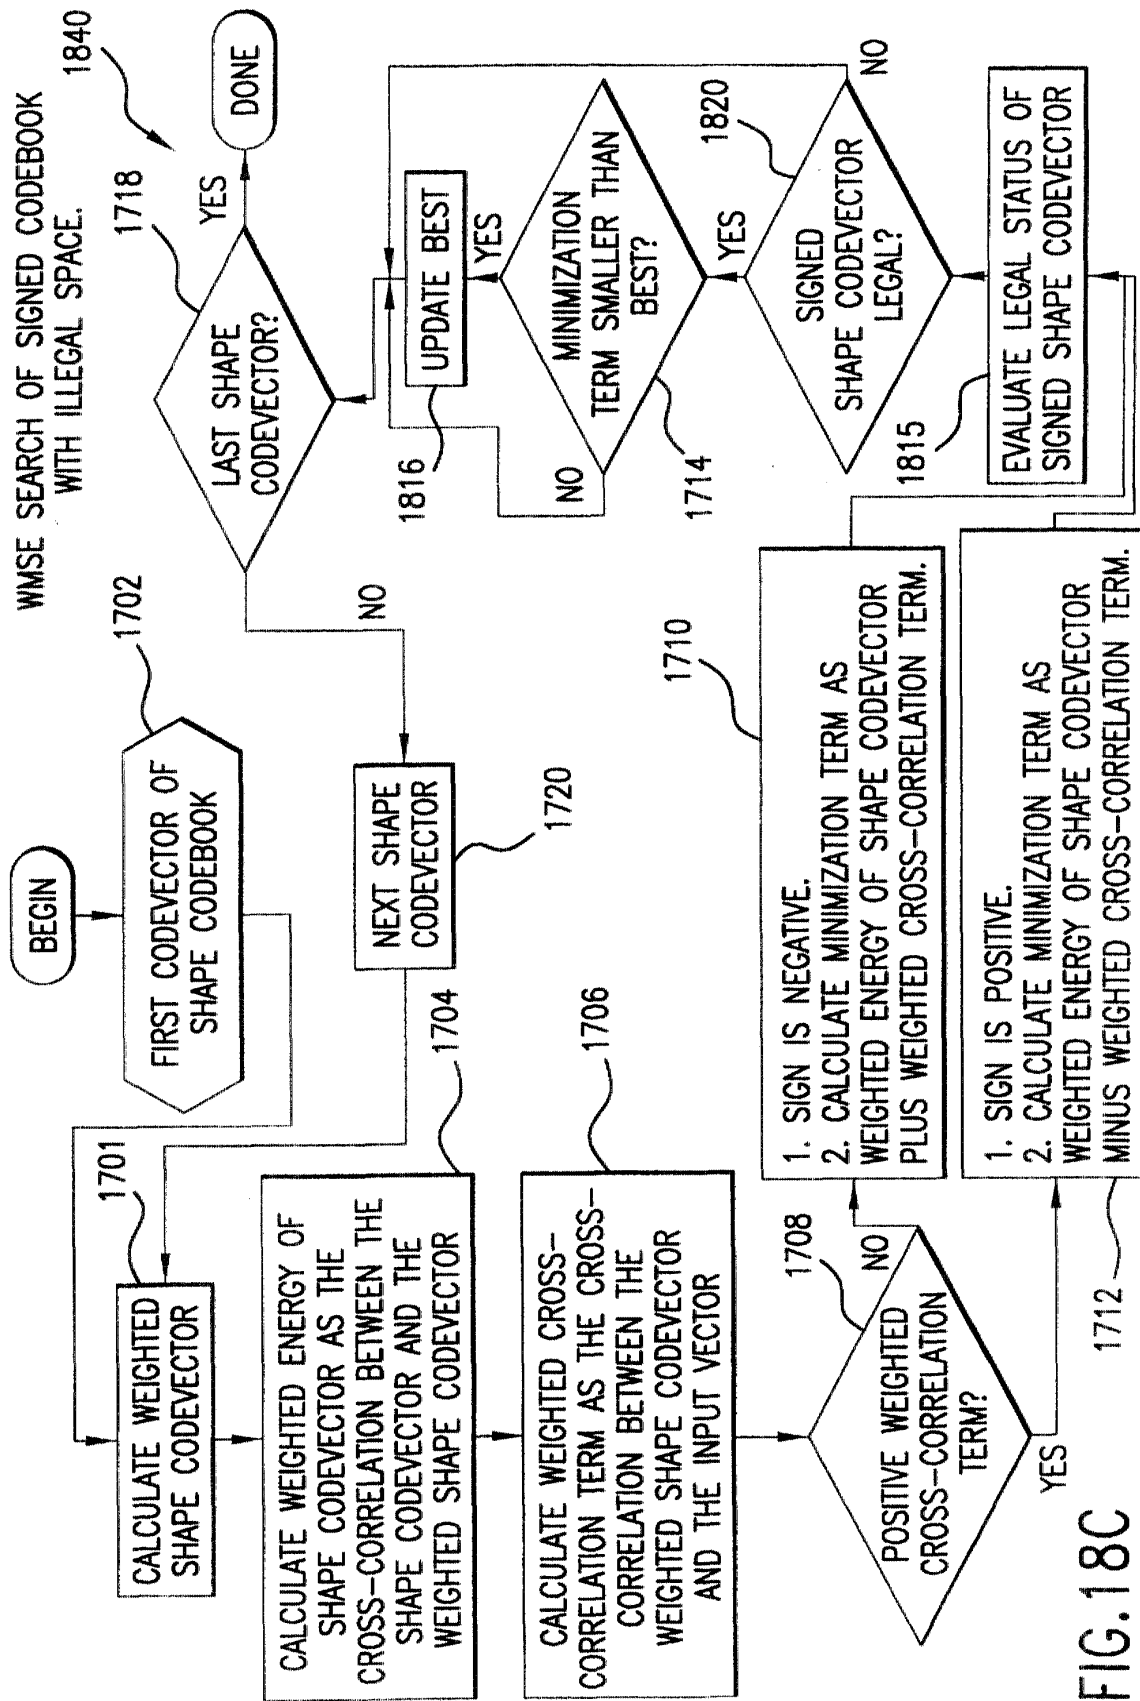 WMSE SEARCH OF SIGNED CODEBOOK
WITH ILLEGAL SPACE.
1840
BEGIN
1702
FIRST CODEVECTOR OF
SHAPE CODEBOOK
1701
CALCULATE WEIGHTED
SHAPE CODEVECTOR
1704
CALCULATE WEIGHTED ENERGY OF
SHAPE CODEVECTOR AS THE
CROSS-CORRELATION BETWEEN THE
SHAPE CODEVECTOR AND THE
WEIGHTED SHAPE CODEVECTOR
1706
CALCULATE WEIGHTED CROSS-
CORRELATION TERM AS THE CROSS-
CORRELATION BETWEEN THE
WEIGHTED SHAPE CODEVECTOR
AND THE INPUT VECTOR
1708
POSITIVE WEIGHTED
CROSS-CORRELATION
TERM?
NO
YES
1710
1. SIGN IS NEGATIVE.
2. CALCULATE MINIMIZATION TERM AS
WEIGHTED ENERGY OF SHAPE CODEVECTOR
PLUS WEIGHTED CROSS-CORRELATION TERM.
1712
1. SIGN IS POSITIVE.
2. CALCULATE MINIMIZATION TERM AS
WEIGHTED ENERGY OF SHAPE CODEVECTOR
MINUS WEIGHTED CROSS-CORRELATION TERM.
1815
EVALUATE LEGAL STATUS OF
SIGNED SHAPE CODEVECTOR
1820
SIGNED
SHAPE CODEVECTOR
LEGAL?
NO
YES
1714
MINIMIZATION
TERM SMALLER THAN
BEST?
NO
YES
1816
UPDATE BEST
1718
LAST SHAPE
CODEVECTOR?
YES
DONE
NO
NEXT SHAPE
CODEVECTOR
1720
FIG.18C